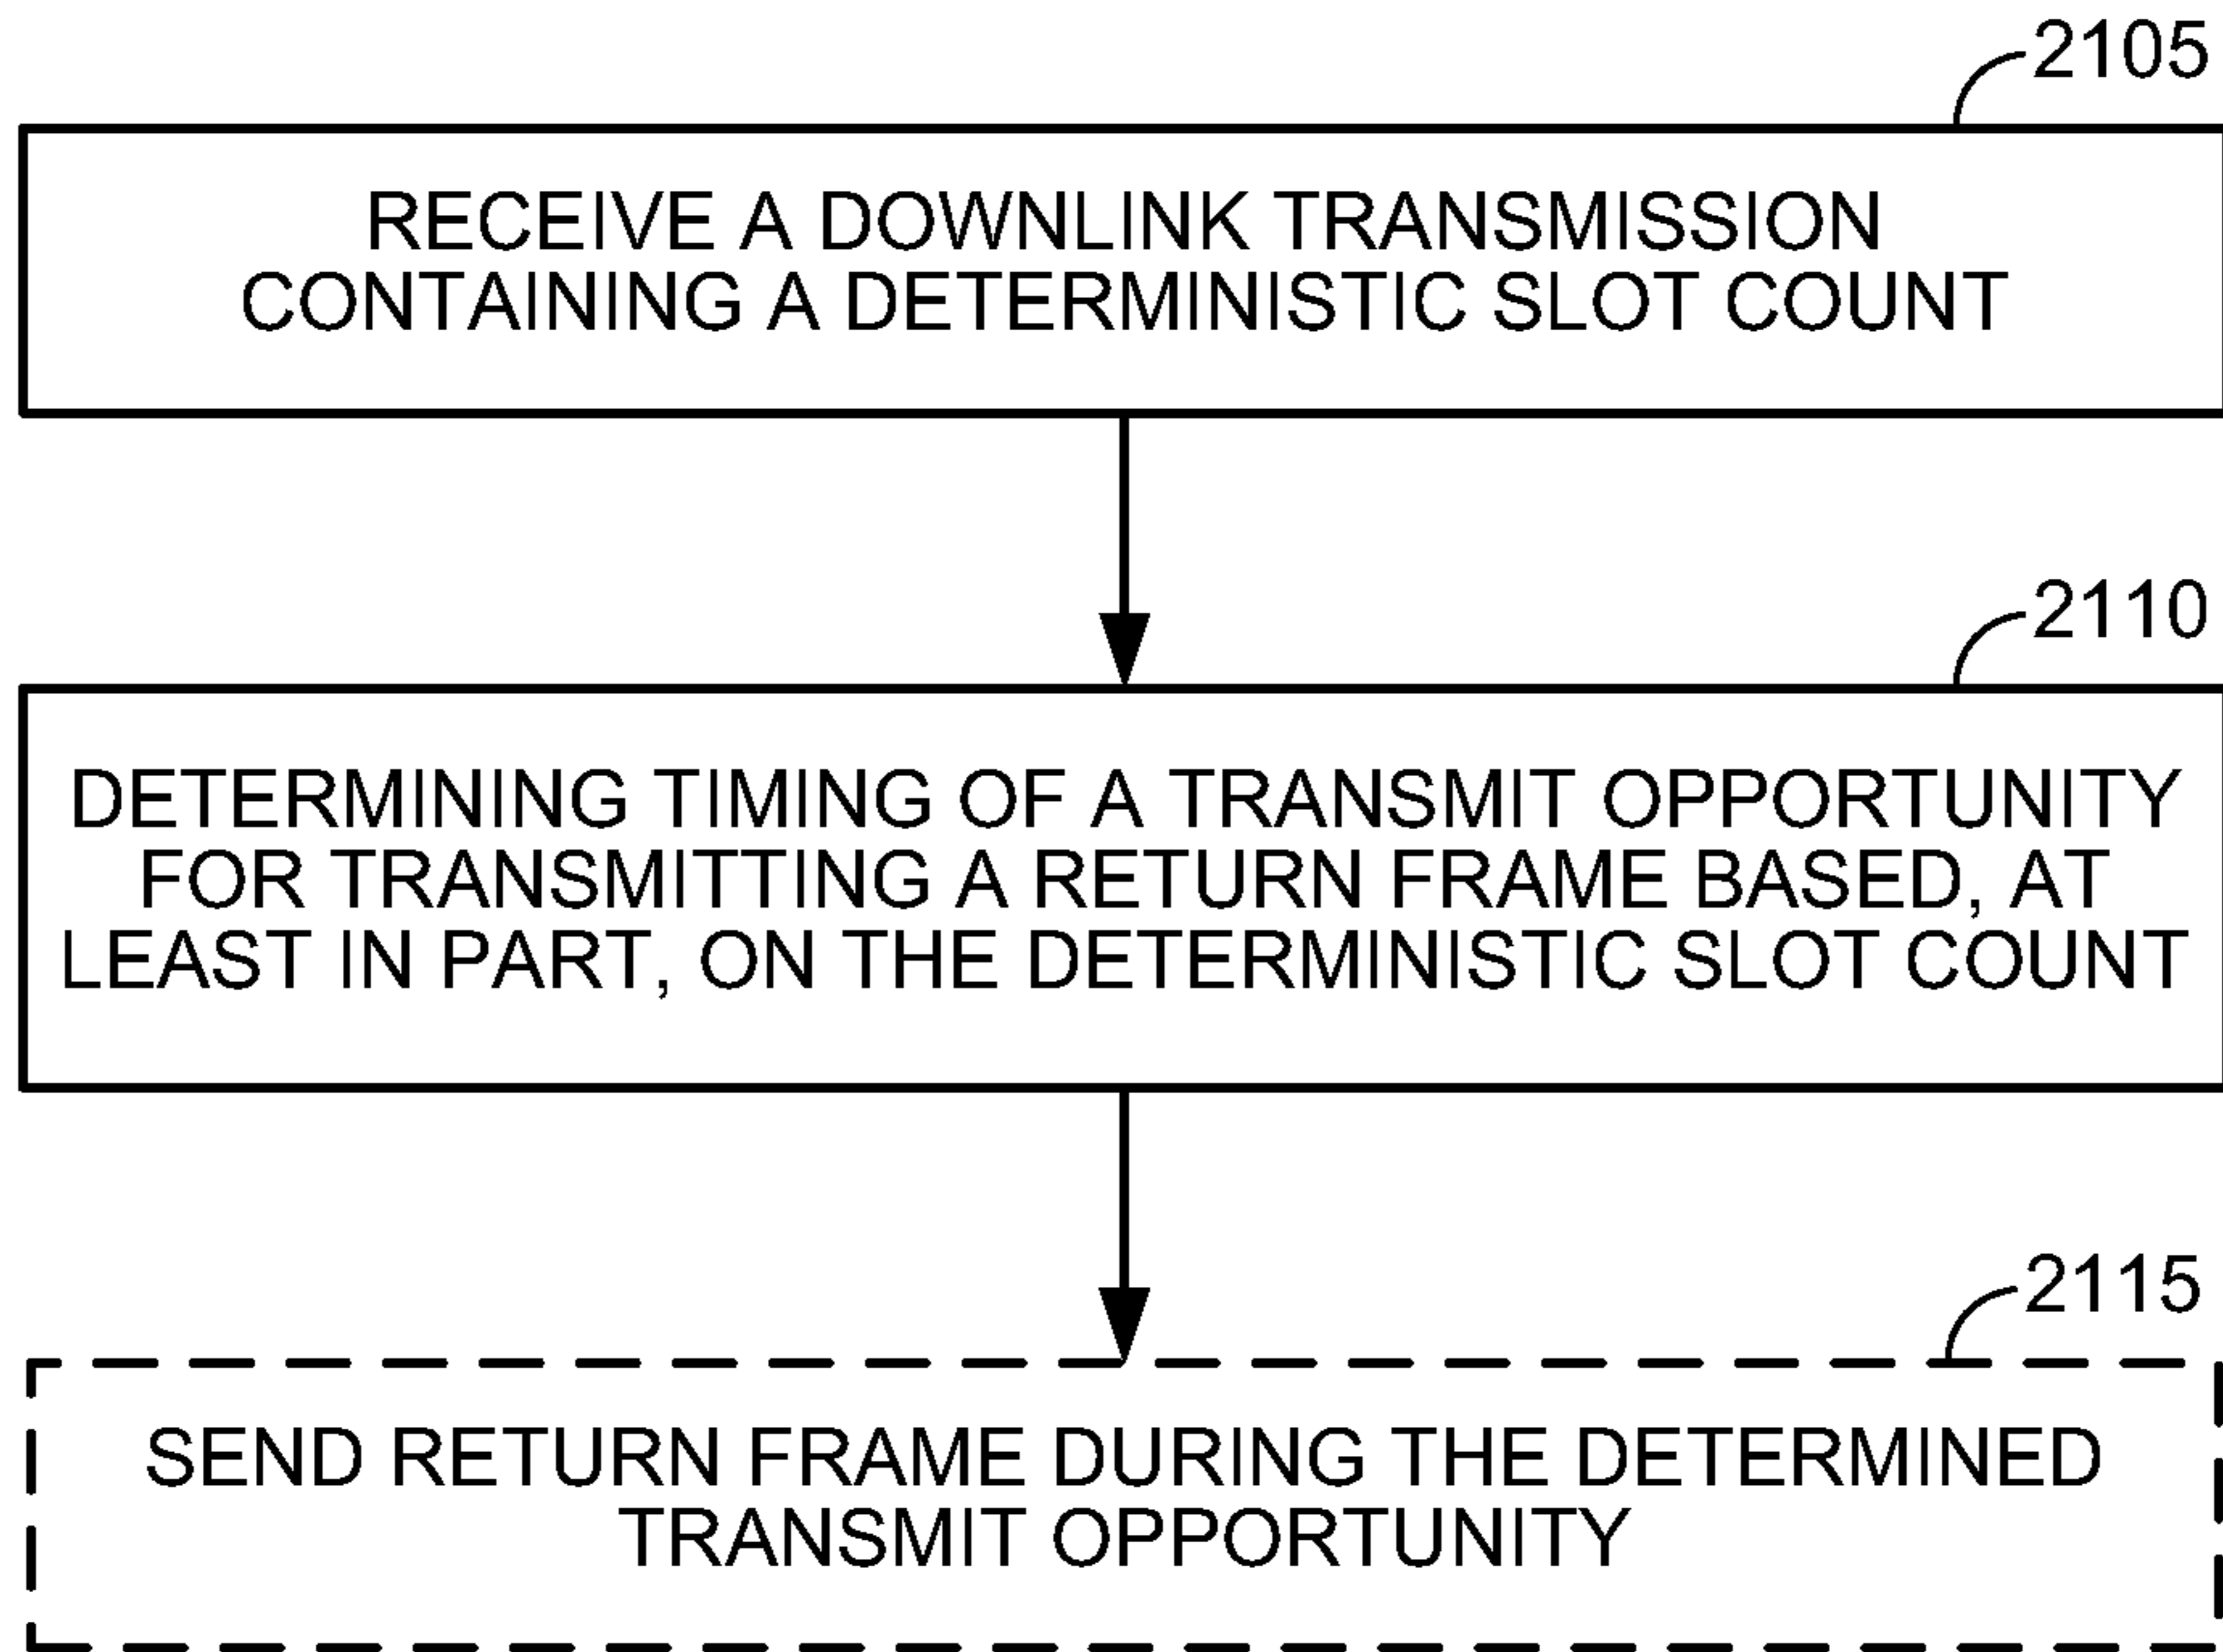 2105
RECEIVE A DOWNLINK TRANSMISSION
CONTAINING A DETERMINISTIC SLOT COUNT
2110
DETERMINING TIMING OF A TRANSMIT OPPORTUNITY
FOR TRANSMITTING A RETURN FRAME BASED, AT
LEAST IN PART, ON THE DETERMINISTIC SLOT COUNT
2115
SEND RETURN FRAME DURING THE DETERMINED
TRANSMIT OPPORTUNITY